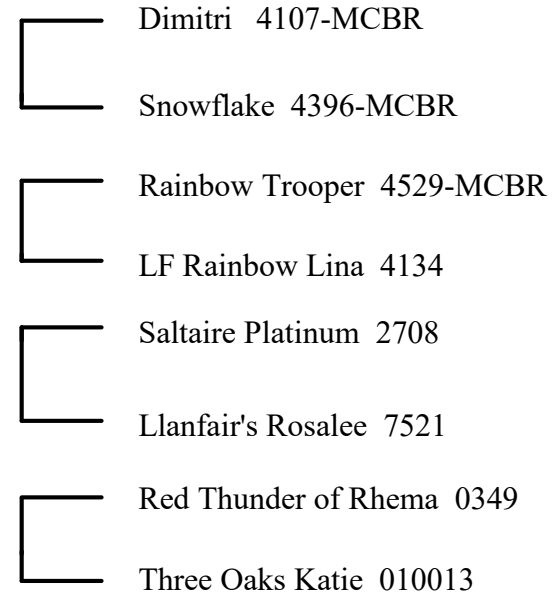 Dimitri 4107-MCBR
Snowflake 4396-MCBR
Rainbow Trooper 4529-MCBR
LF Rainbow Lina 4134
Saltaire Platinum 2708
Llanfair's Rosalee 7521
Red Thunder of Rhema 0349
Three Oaks Katie 010013